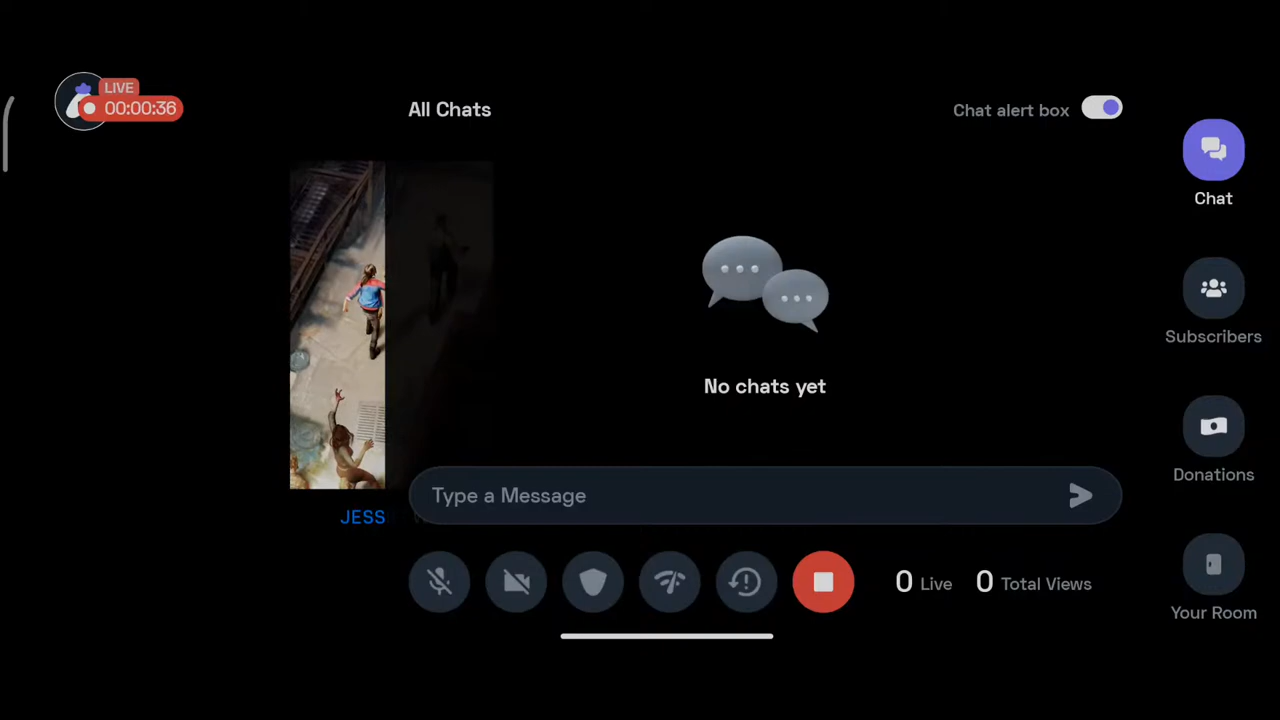 LIVE
00:00:36
All Chats
Chat alert box
Chat
No chats yet
Subscribers
Type a Message
Donations
JESS
0 Live
0 Total Views
Your Room